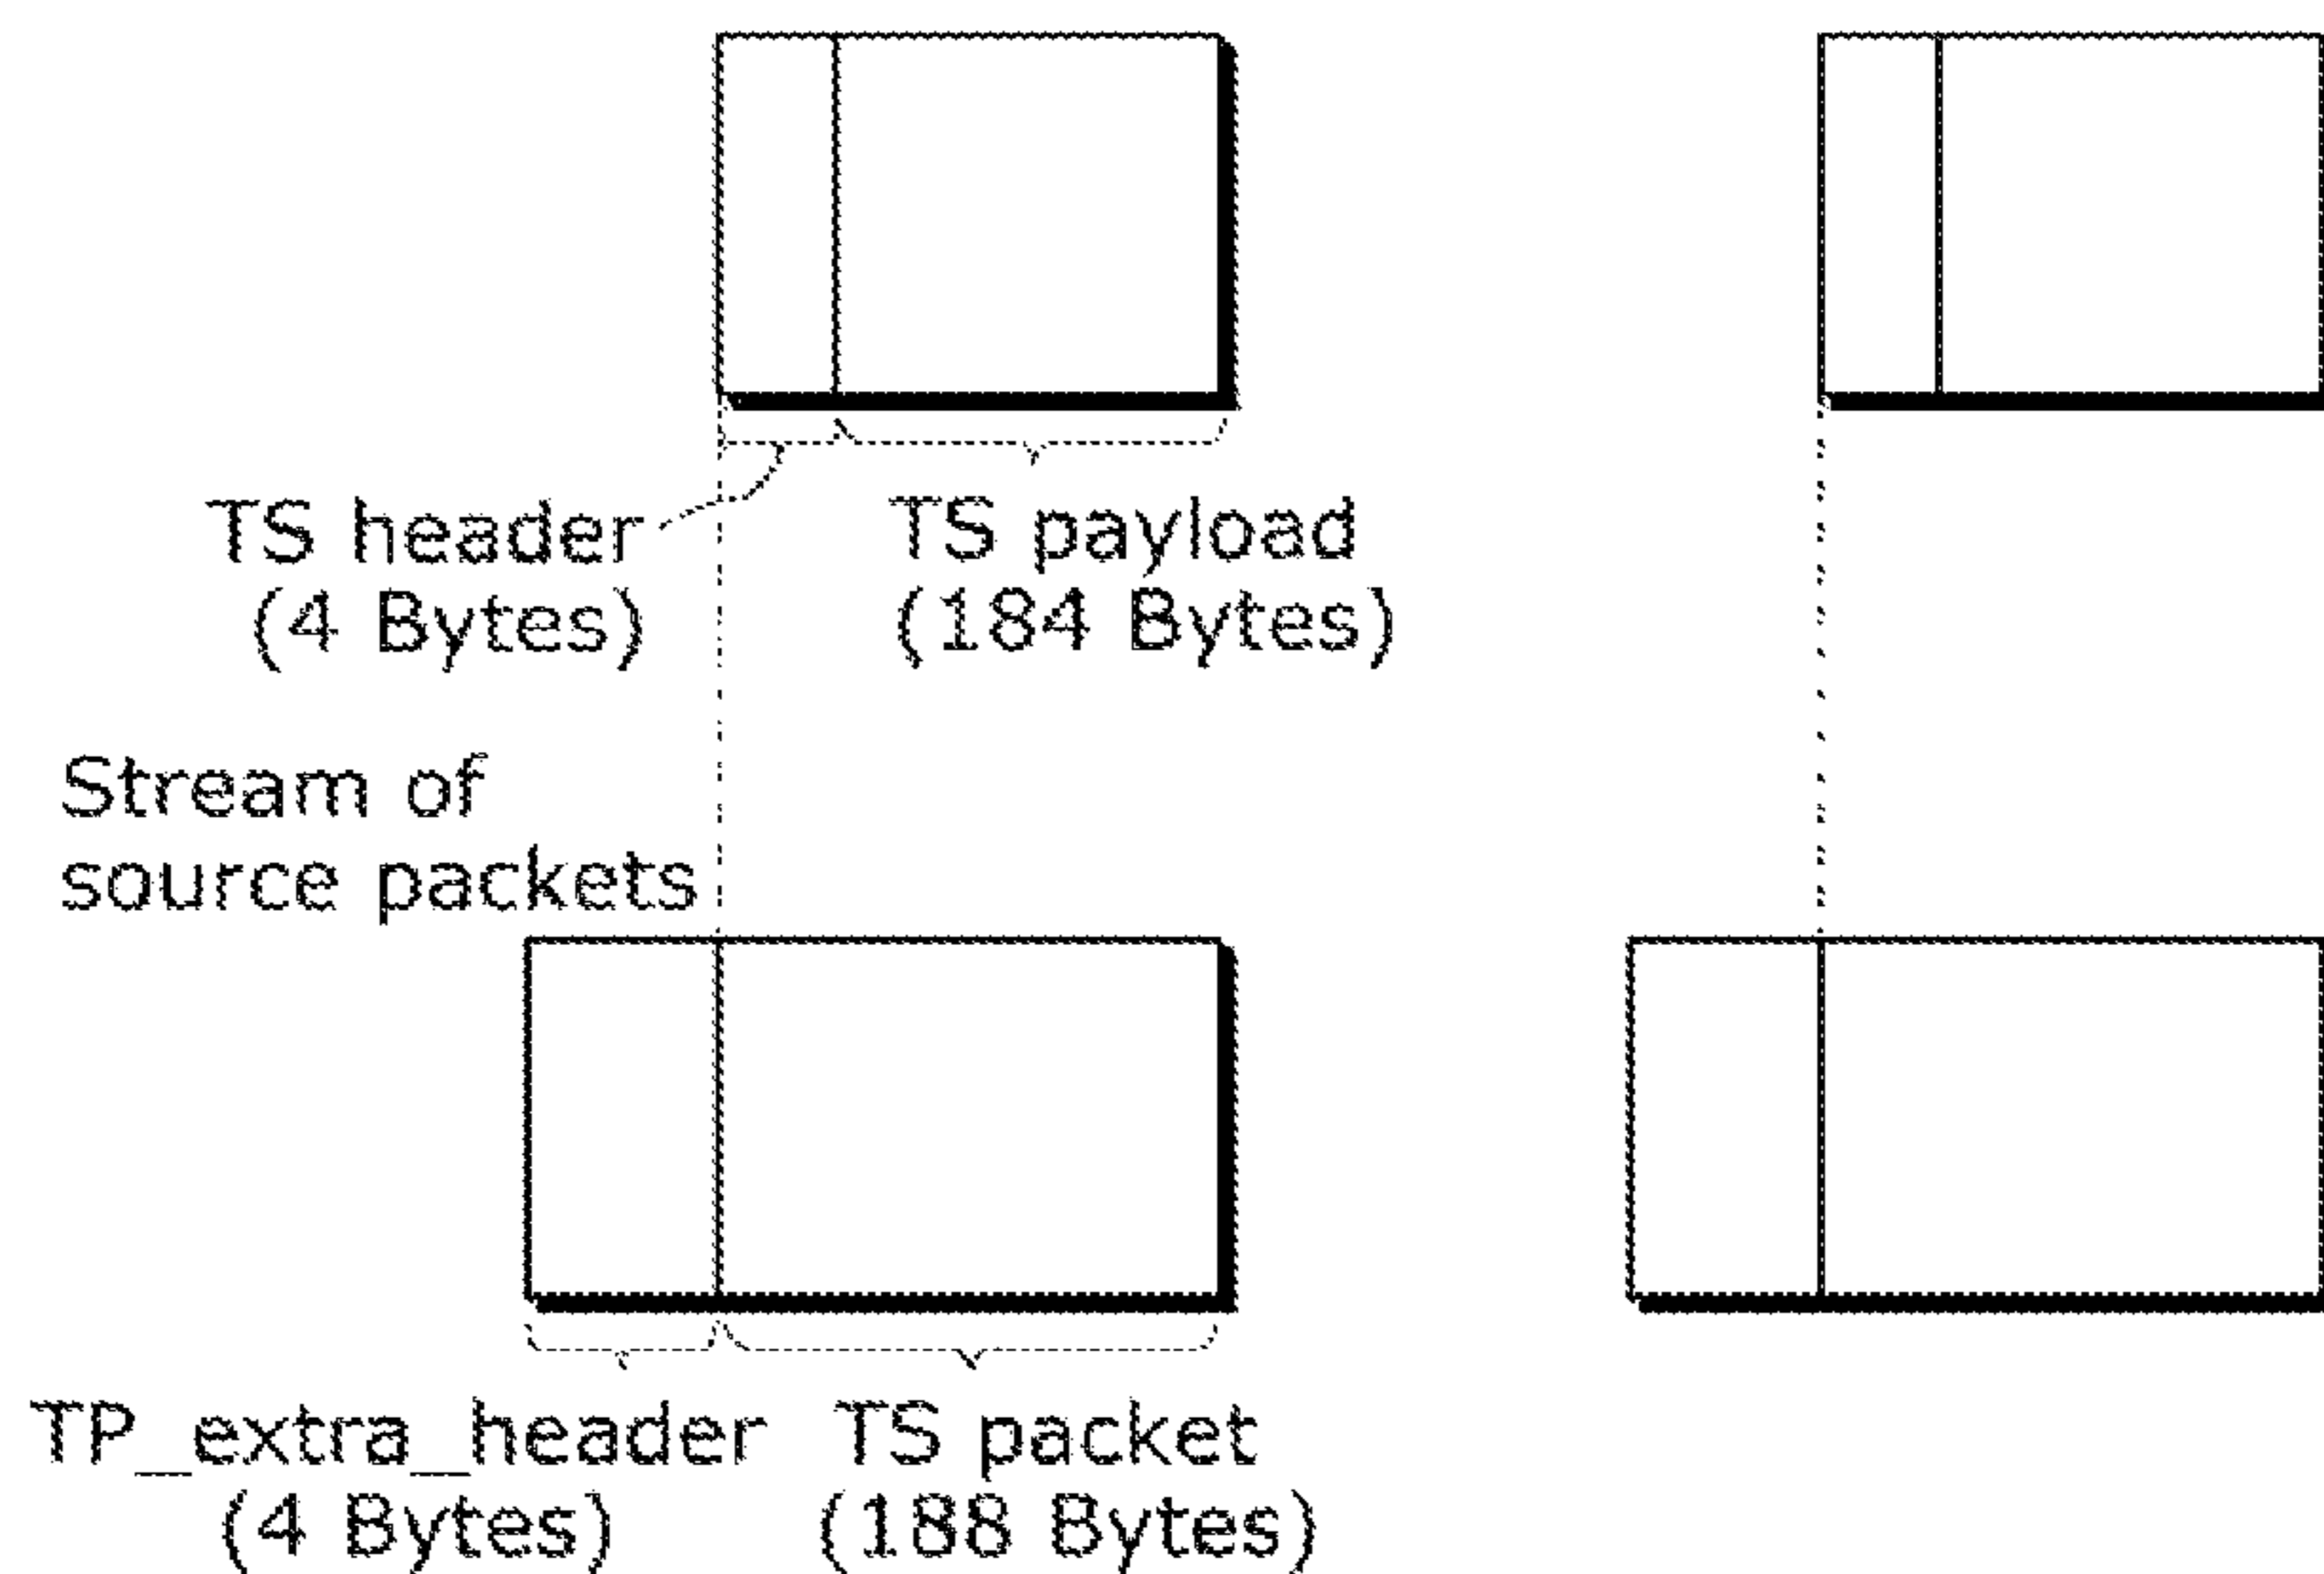 TS header
(4 Bytes)
TS payload
(184 Bytes)
Stream of
source packets
TP_extra_header
(4 Bytes)
TS packet
(188 Bytes)